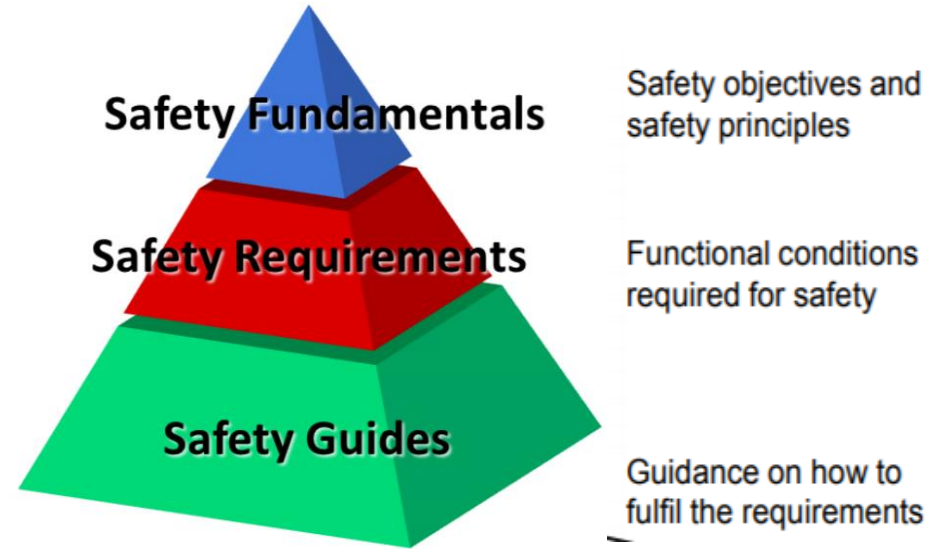 Safety Fundamentals
Safety objectives and
safety principles
Safety Requirements
Functional conditions
required for safety
Safety Guides
Guidance on how to
fulfil the requirements